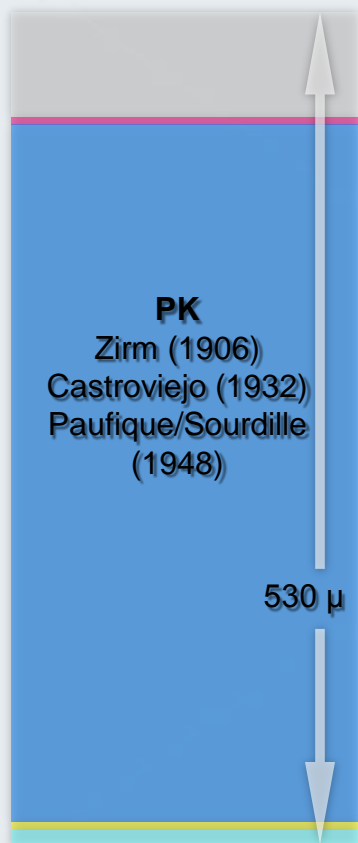 PK
Zirm (1906)
Castroviejo (1932)
Paufique/Sourdille
(1948)
530 µ